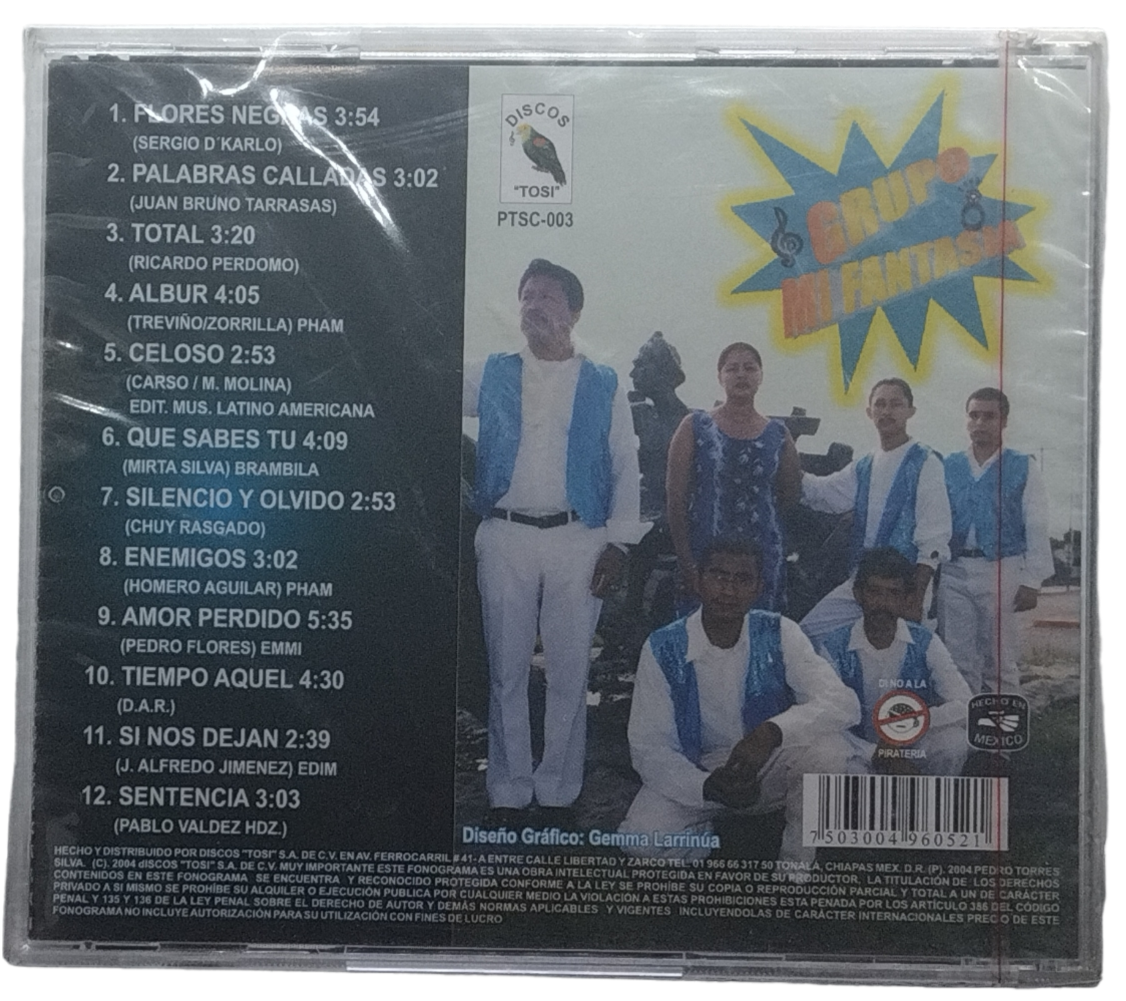 1. FLORES NEGRAS 3:54
(SERGIO D´KARLO)
2. PALABRAS CALLADAS 3:02
(JUAN BRUNO TARRASAS)
3. TOTAL 3:20
(RICARDO PERDOMO)
4. ALBUR 4:05
(TREVIÑO/ZORRILLA) PHAM
5. CELOSO 2:53
(CARSO / M. MOLINA)
EDIT. MUS. LATINO AMERICANA
6. QUE SABES TU 4:09
(MIRTA SILVA) BRAMBILA
7. SILENCIO Y OLVIDO 2:53
(CHUY RASGADO)
8. ENEMIGOS 3:02
(HOMERO AGUILAR) PHAM
9. AMOR PERDIDO 5:35
(PEDRO FLORES) EMMI
10. TIEMPO AQUEL 4:30
(D.A.R.)
11. SI NOS DEJAN 2:39
(J. ALFREDO JIMENEZ) EDIM
12. SENTENCIA 3:03
(PABLO VALDEZ HDZ.)
DISCOS
"TOSI"
PTSC-003
GRUPO
MI FANTASIA
DI NO A LA
PIRATERIA
HECHO EN
MEXICO
7 503004 960521
Diseño Gráfico: Gemma Larrinúa
HECHO Y DISTRIBUIDO POR DISCOS "TOSI" S.A. DE C.V. EN AV. FERROCARRIL # 41- A ENTRE CALLE LIBERTAD Y ZARCO TEL. 01 966 66 317 50 TONALA, CHIAPAS MEX. D.R. (P). 2004 PEDRO TORRES
SILVA. (C). 2004 dISCOS "TOSI" S.A. DE C.V. MUY IMPORTANTE ESTE FONOGRAMA ES UNA OBRA INTELECTUAL PROTEGIDA EN FAVOR DE SU PRODUCTOR. LA TITULACIÓN DE LOS DERECHOS
CONTENIDOS EN ESTE FONOGRAMA SE ENCUENTRA Y RECONOCIDO PROTEGIDA CONFORME A LA LEY SE PROHÍBE SU COPIA O REPRODUCCIÓN PARCIAL Y TOTAL A UN DE CARÁCTER
PRIVADO A SI MISMO SE PROHÍBE SU ALQUILER O EJECUCIÓN PUBLICA POR CUALQUIER MEDIO LA VIOLACIÓN A ESTAS PROHIBICIONES ESTA PENADA POR LOS ARTÍCULO 386 DEL CÓDIGO
PENAL Y 135 Y 136 DE LA LEY PENAL SOBRE EL DERECHO DE AUTOR Y DEMÁS NORMAS APLICABLES Y VIGENTES INCLUYENDOLAS DE CARÁCTER INTERNACIONALES PRECIO DE ESTE
FONOGRAMA NO INCLUYE AUTORIZACIÓN PARA SU UTILIZACIÓN CON FINES DE LUCRO